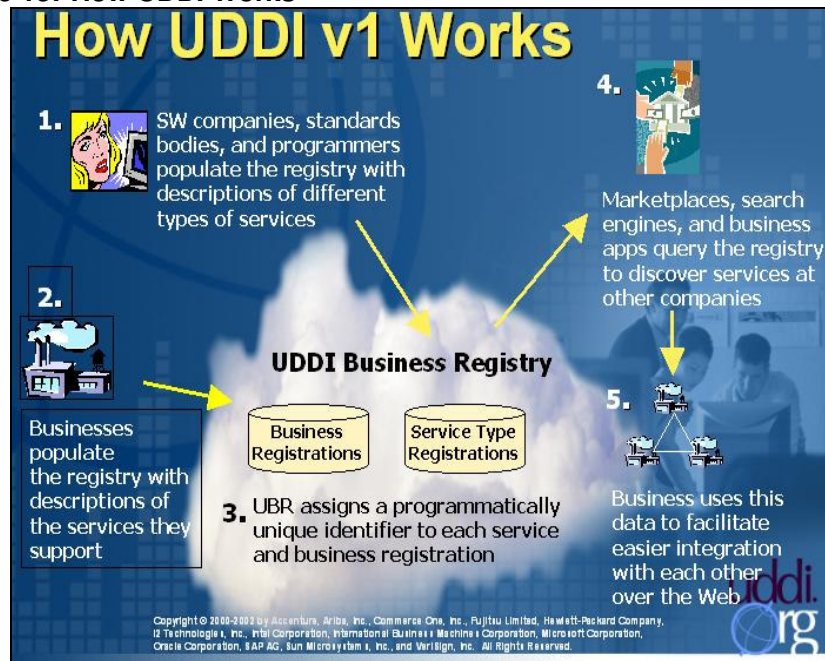 How UDDI v1 Works
1.
SW companies, standards
bodies, and programmers
populate the registry with
descriptions of different
types of services
2.
Businesses
populate
the registry with
descriptions of
the services they
support
UDDI Business Registry
Business
Registrations
Service Type
Registrations
3. UBR assigns a programmatically
unique identifier to each service
and business registration
4.
Marketplaces, search
engines, and business
apps query the registry
to discover services at
other companies
5.
Business uses this
data to facilitate
easier integration
with each other
over the Web
uddi.
org
Copyright © 2000-2002 by Accenture, Ariba, Inc., Commerce One, Inc., Fujitsu Limited, Hewlett-Packard Company,
i2 Technologies, Inc., Intel Corporation, International Business Machines Corporation, Microsoft Corporation,
Oracle Corporation, SAP AG, Sun Microsystems, Inc., and VeriSign, Inc. All Rights Reserved.